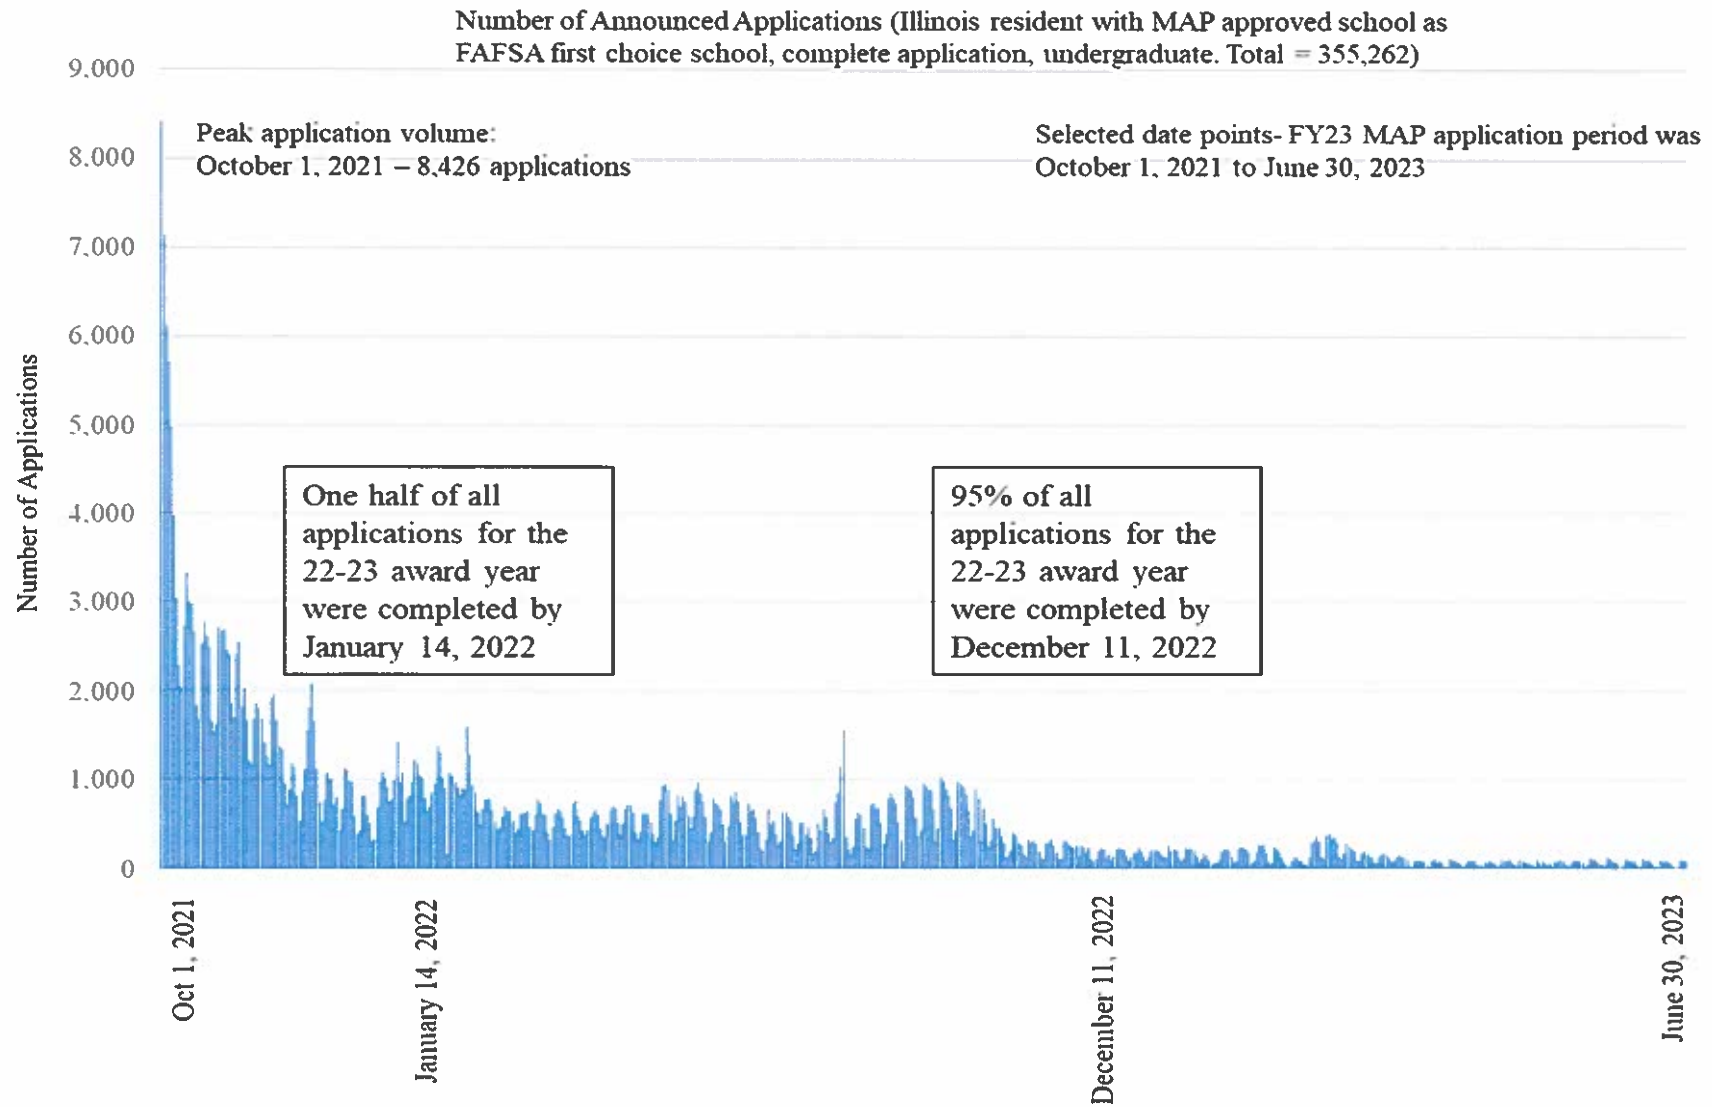 Number of Announced Applications (Illinois resident with MAP approved school as
FAFSA first choice school, complete application, undergraduate. Total = 355,262)
Peak application volume:
October 1, 2021 – 8,426 applications
Selected date points- FY23 MAP application period was
October 1, 2021 to June 30, 2023
Number of Applications
9,000
8,000
7,000
6,000
5,000
4,000
3,000
2,000
1,000
0
One half of all
applications for the
22-23 award year
were completed by
January 14, 2022
95% of all
applications for the
22-23 award year
were completed by
December 11, 2022
Oct 1, 2021
January 14, 2022
December 11, 2022
June 30, 2023